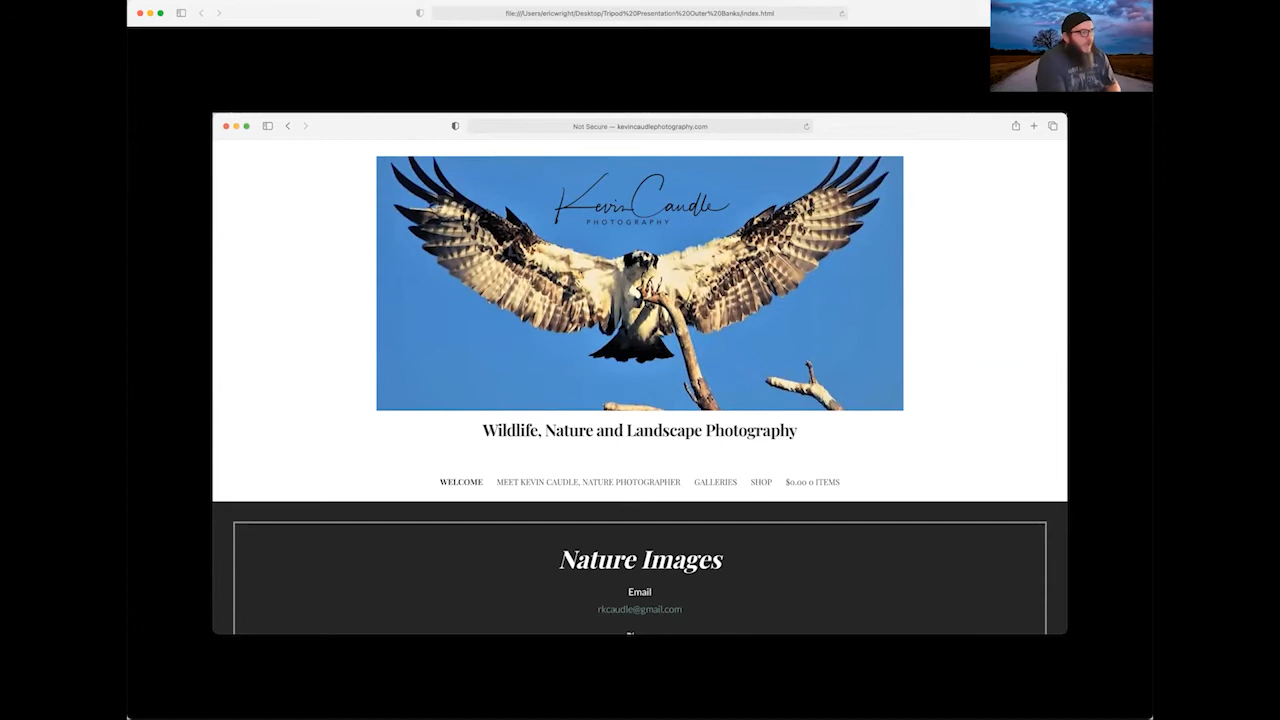 file:///Users/ericwright/Desktop/Tripod%20Presentation%20Outer%20Banks/index.html
Not Secure — kevincaudlephotography.com
Kevin Caudle
PHOTOGRAPHY
Wildlife, Nature and Landscape Photography
WELCOME MEET KEVIN CAUDLE, NATURE PHOTOGRAPHER GALLERIES SHOP $0.00 0 ITEMS
Nature Images
Email
rkcaudle@gmail.com